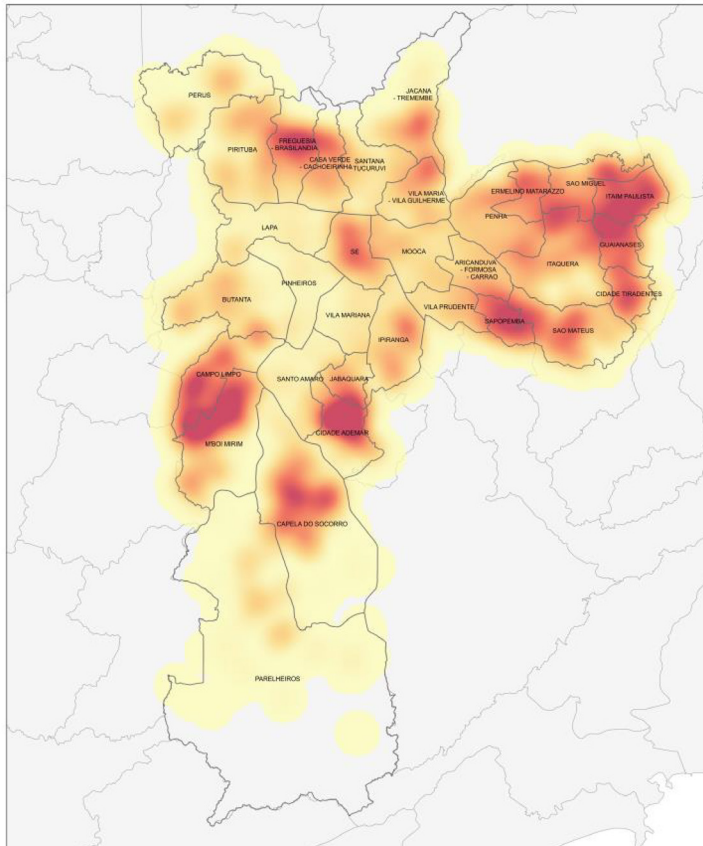 PERUS
JACANA
- TREMEMBE
PIRITUBA
FREGUESIA
- BRASILANDIA
CASA VERDE
- CACHOEIRINHA
SANTANA
- TUCURUVI
VILA MARIA
- VILA GUILHERME
ERMELINO MATARAZZO
SAO MIGUEL
ITAIM PAULISTA
PENHA
LAPA
SE
MOOCA
ARICANDUVA
- FORMOSA
- CARRAO
ITAQUERA
GUAIANASES
PINHEIROS
BUTANTA
VILA MARIANA
VILA PRUDENTE
CIDADE TIRADENTES
SAPOPEMBA
SAO MATEUS
IPIRANGA
CAMPO LIMPO
SANTO AMARO
JABAQUARA
CIDADE ADEMAR
M'BOI MIRIM
CAPELA DO SOCORRO
PARELHEIROS